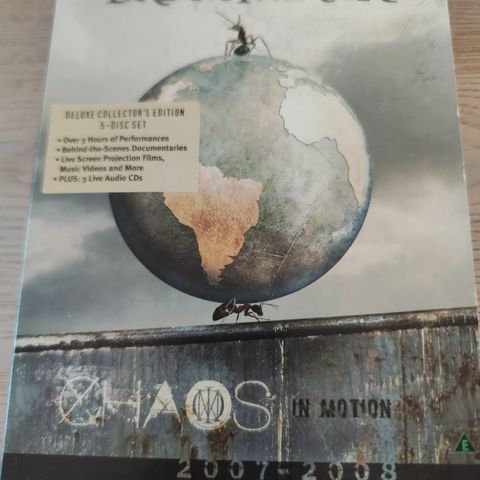 DELUXE COLLECTOR'S EDITION
5-DISC SET
• Over 3 Hours of Performances
• Behind-the-Scenes Documentaries
• Live Screen Projection Films,
Music Videos and More
• PLUS: 3 Live Audio CDs
CHAOS IN MOTION
2007-2008
E